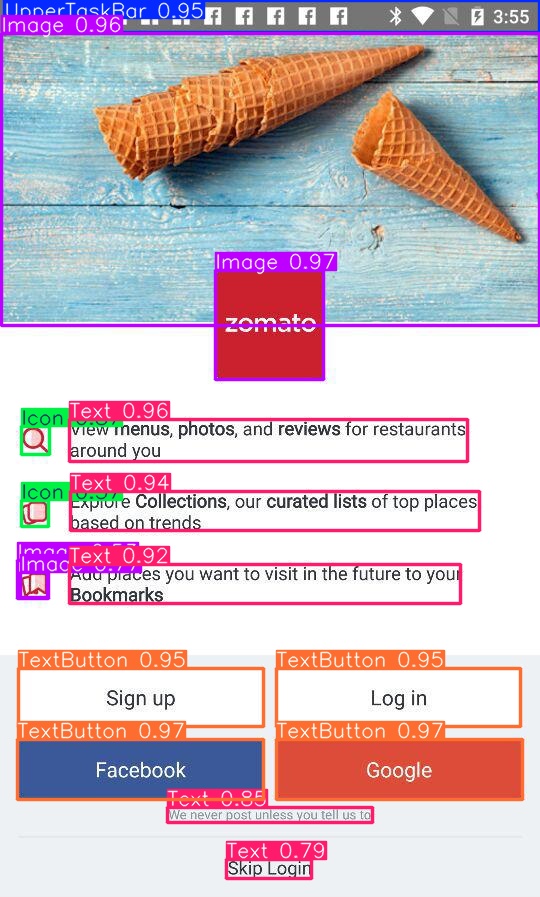 UpperTaskBar 0.95
3:55
Image 0.96
Image 0.97
zomato
Text 0.96
Icon
View menus, photos, and reviews for restaurants
around you
Text 0.94
Icon
Explore Collections, our curated lists of top places
based on trends
Text 0.92
Add places you want to visit in the future to your
Bookmarks
TextButton 0.95
TextButton 0.95
Sign up
Log in
TextButton 0.97
TextButton 0.97
Facebook
Google
Text 0.85
We never post unless you tell us to
Text 0.79
Skip Login